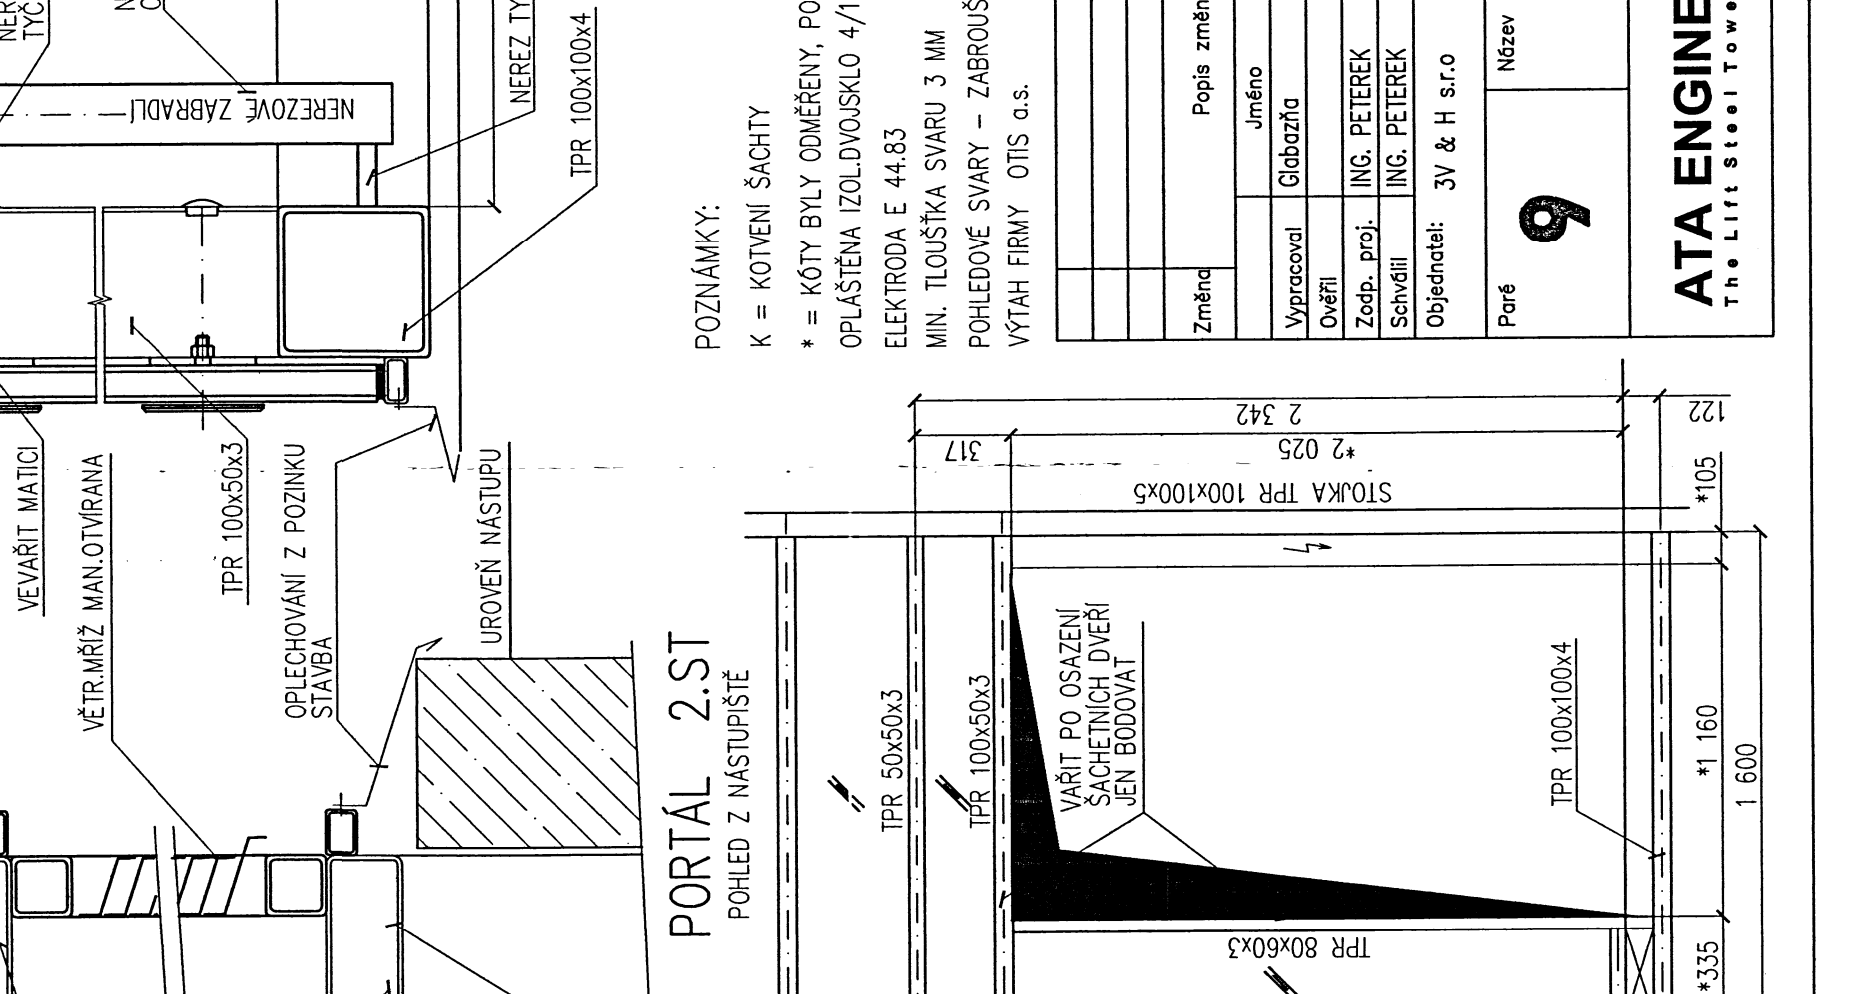 NEREZOVÉ ZÁBRADLÍ
NEREZ TY
TPR 100x100x4
VEVAŘIT MATICI
VĚTR.MŘÍŽ MAN.OTVÍRANA
TPR 100x50x3
OPLECHOVÁNÍ Z POZINKU
STAVBA
UROVEŇ NÁSTUPU
POZNÁMKY:
K = KOTVENÍ ŠACHTY
* = KÓTY BYLY ODMĚŘENY, PO
OPLÁŠTĚNA IZOL.DVOJSKLO 4/1
ELEKTRODA E 44.83
MIN. TLOUŠŤKA SVARU 3 MM
POHLEDOVÉ SVARY – ZABROUŠ
VÝTAH FIRMY OTIS a.s.
Změna
Popis změn
Jméno
Vypracoval Glabazňa
Ověřil
Zodp. proj. ING. PETEREK
Schválil ING. PETEREK
Objednatel: 3V & H s.r.o
Paré
9
Název
ATA ENGINE
The Lift Steel Towe
PORTÁL 2.ST
POHLED Z NÁSTUPIŠTĚ
317
2 342
*2 025
122
STOJKA TPR 100x100x5
*105
TPR 50x50x3
TPR 100x50x3
VAŘIT PO OSAZENÍ
ŠACHETNÍCH DVEŘÍ
JEN BODOVAT
TPR 100x100x4
*1 160
1 600
TPR 80x60x3
*335